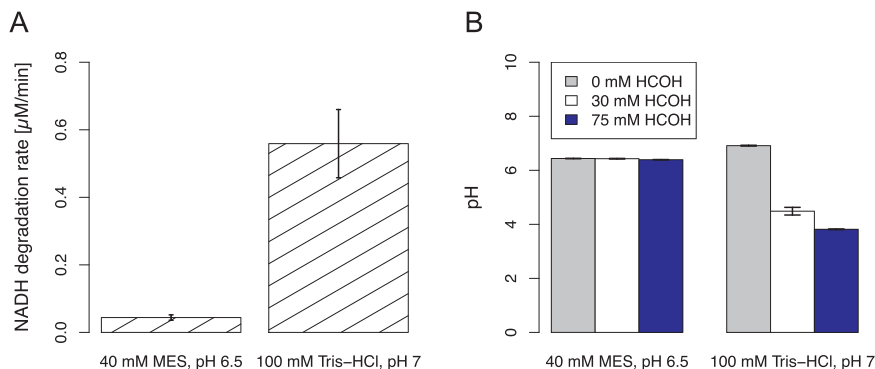 A
NADH degradation rate [µM/min]
0.8
0.6
0.4
0.2
0.0
40 mM MES, pH 6.5
100 mM Tris−HCl, pH 7
B
pH
10
8
6
4
2
0
0 mM HCOH
30 mM HCOH
75 mM HCOH
40 mM MES, pH 6.5
100 mM Tris−HCl, pH 7